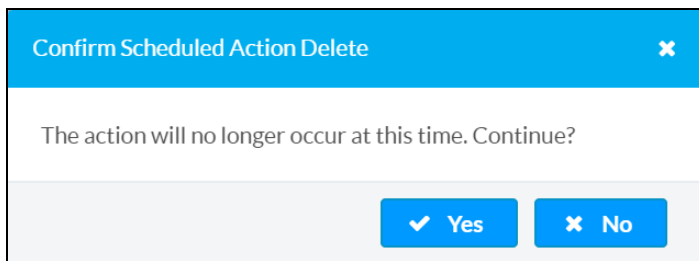 Confirm Scheduled Action Delete
The action will no longer occur at this time. Continue?
Yes No